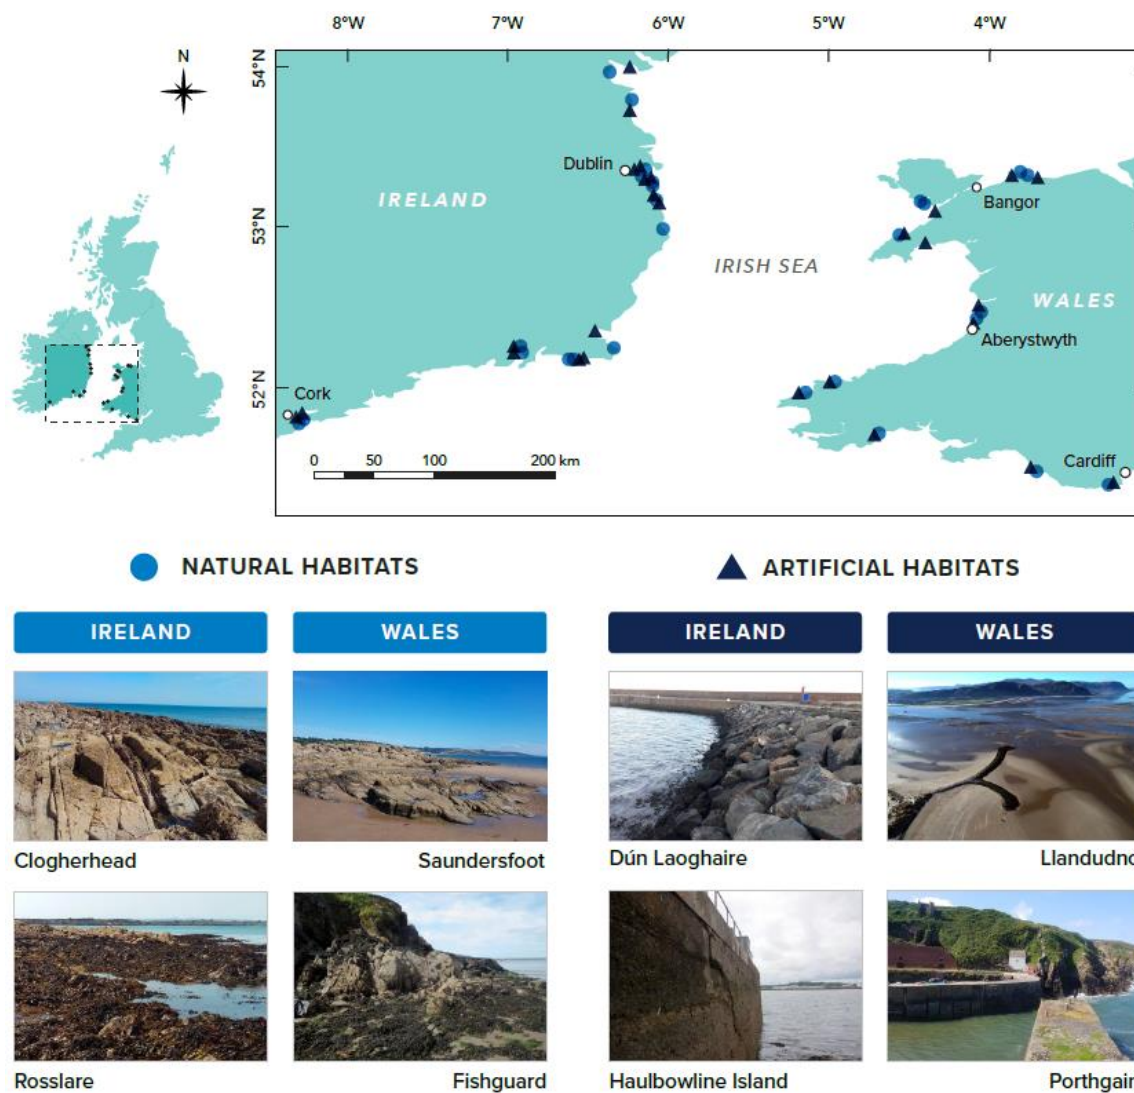 8°W 7°W 6°W 5°W 4°W
N
54°N
53°N
52°N
Dublin
IRELAND
Bangor
IRISH SEA
WALES
Aberystwyth
Cork
Cardiff
0 50 100 200 km
NATURAL HABITATS ARTIFICIAL HABITATS
IRELAND WALES IRELAND WALES
Clogherhead Saundersfoot Dún Laoghaire Llandudno
Rosslare Fishguard Haulbowline Island Porthgain